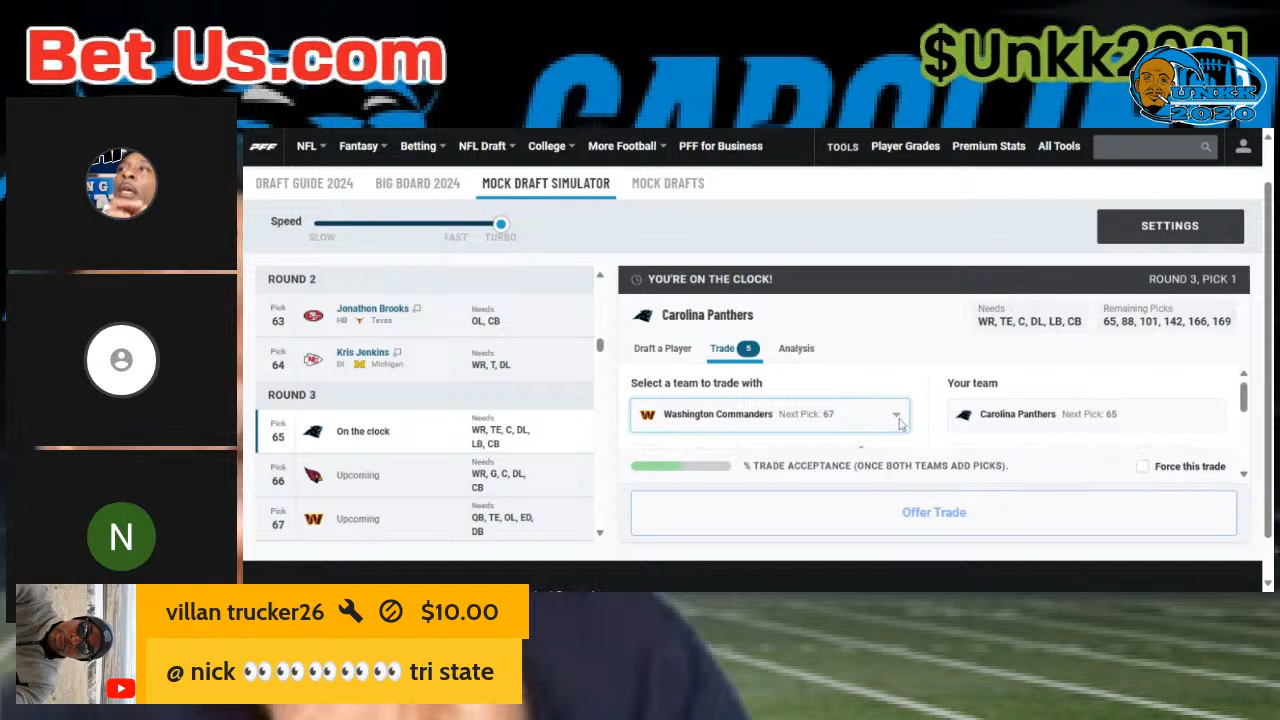 Bet Us.com
$Unkk2021
UNKK
2020
CAROLINA
PFF
NFL
Fantasy
Betting
NFL Draft
College
More Football
PFF for Business
TOOLS
Player Grades
Premium Stats
All Tools
DRAFT GUIDE 2024
BIG BOARD 2024
MOCK DRAFT SIMULATOR
MOCK DRAFTS
Speed
SLOW
FAST
TURBO
SETTINGS
ROUND 2
Pick
63
Jonathon Brooks
HB Texas
Needs
OL, CB
Pick
64
Kris Jenkins
DI Michigan
Needs
WR, T, DL
ROUND 3
Pick
65
On the clock
Needs
WR, TE, C, DL,
LB, CB
Pick
66
Upcoming
Needs
WR, G, C, DL,
CB
Pick
67
Upcoming
Needs
QB, TE, OL, ED,
DB
YOU'RE ON THE CLOCK!
ROUND 3, PICK 1
Carolina Panthers
Needs
WR, TE, C, DL, LB, CB
Remaining Picks
65, 88, 101, 142, 166, 169
Draft a Player
Trade 5
Analysis
Select a team to trade with
Washington Commanders Next Pick: 67
Your team
Carolina Panthers Next Pick: 65
% TRADE ACCEPTANCE (ONCE BOTH TEAMS ADD PICKS).
Force this trade
Offer Trade
N
villan trucker26 $10.00
@ nick 👀👀👀👀👀 tri state